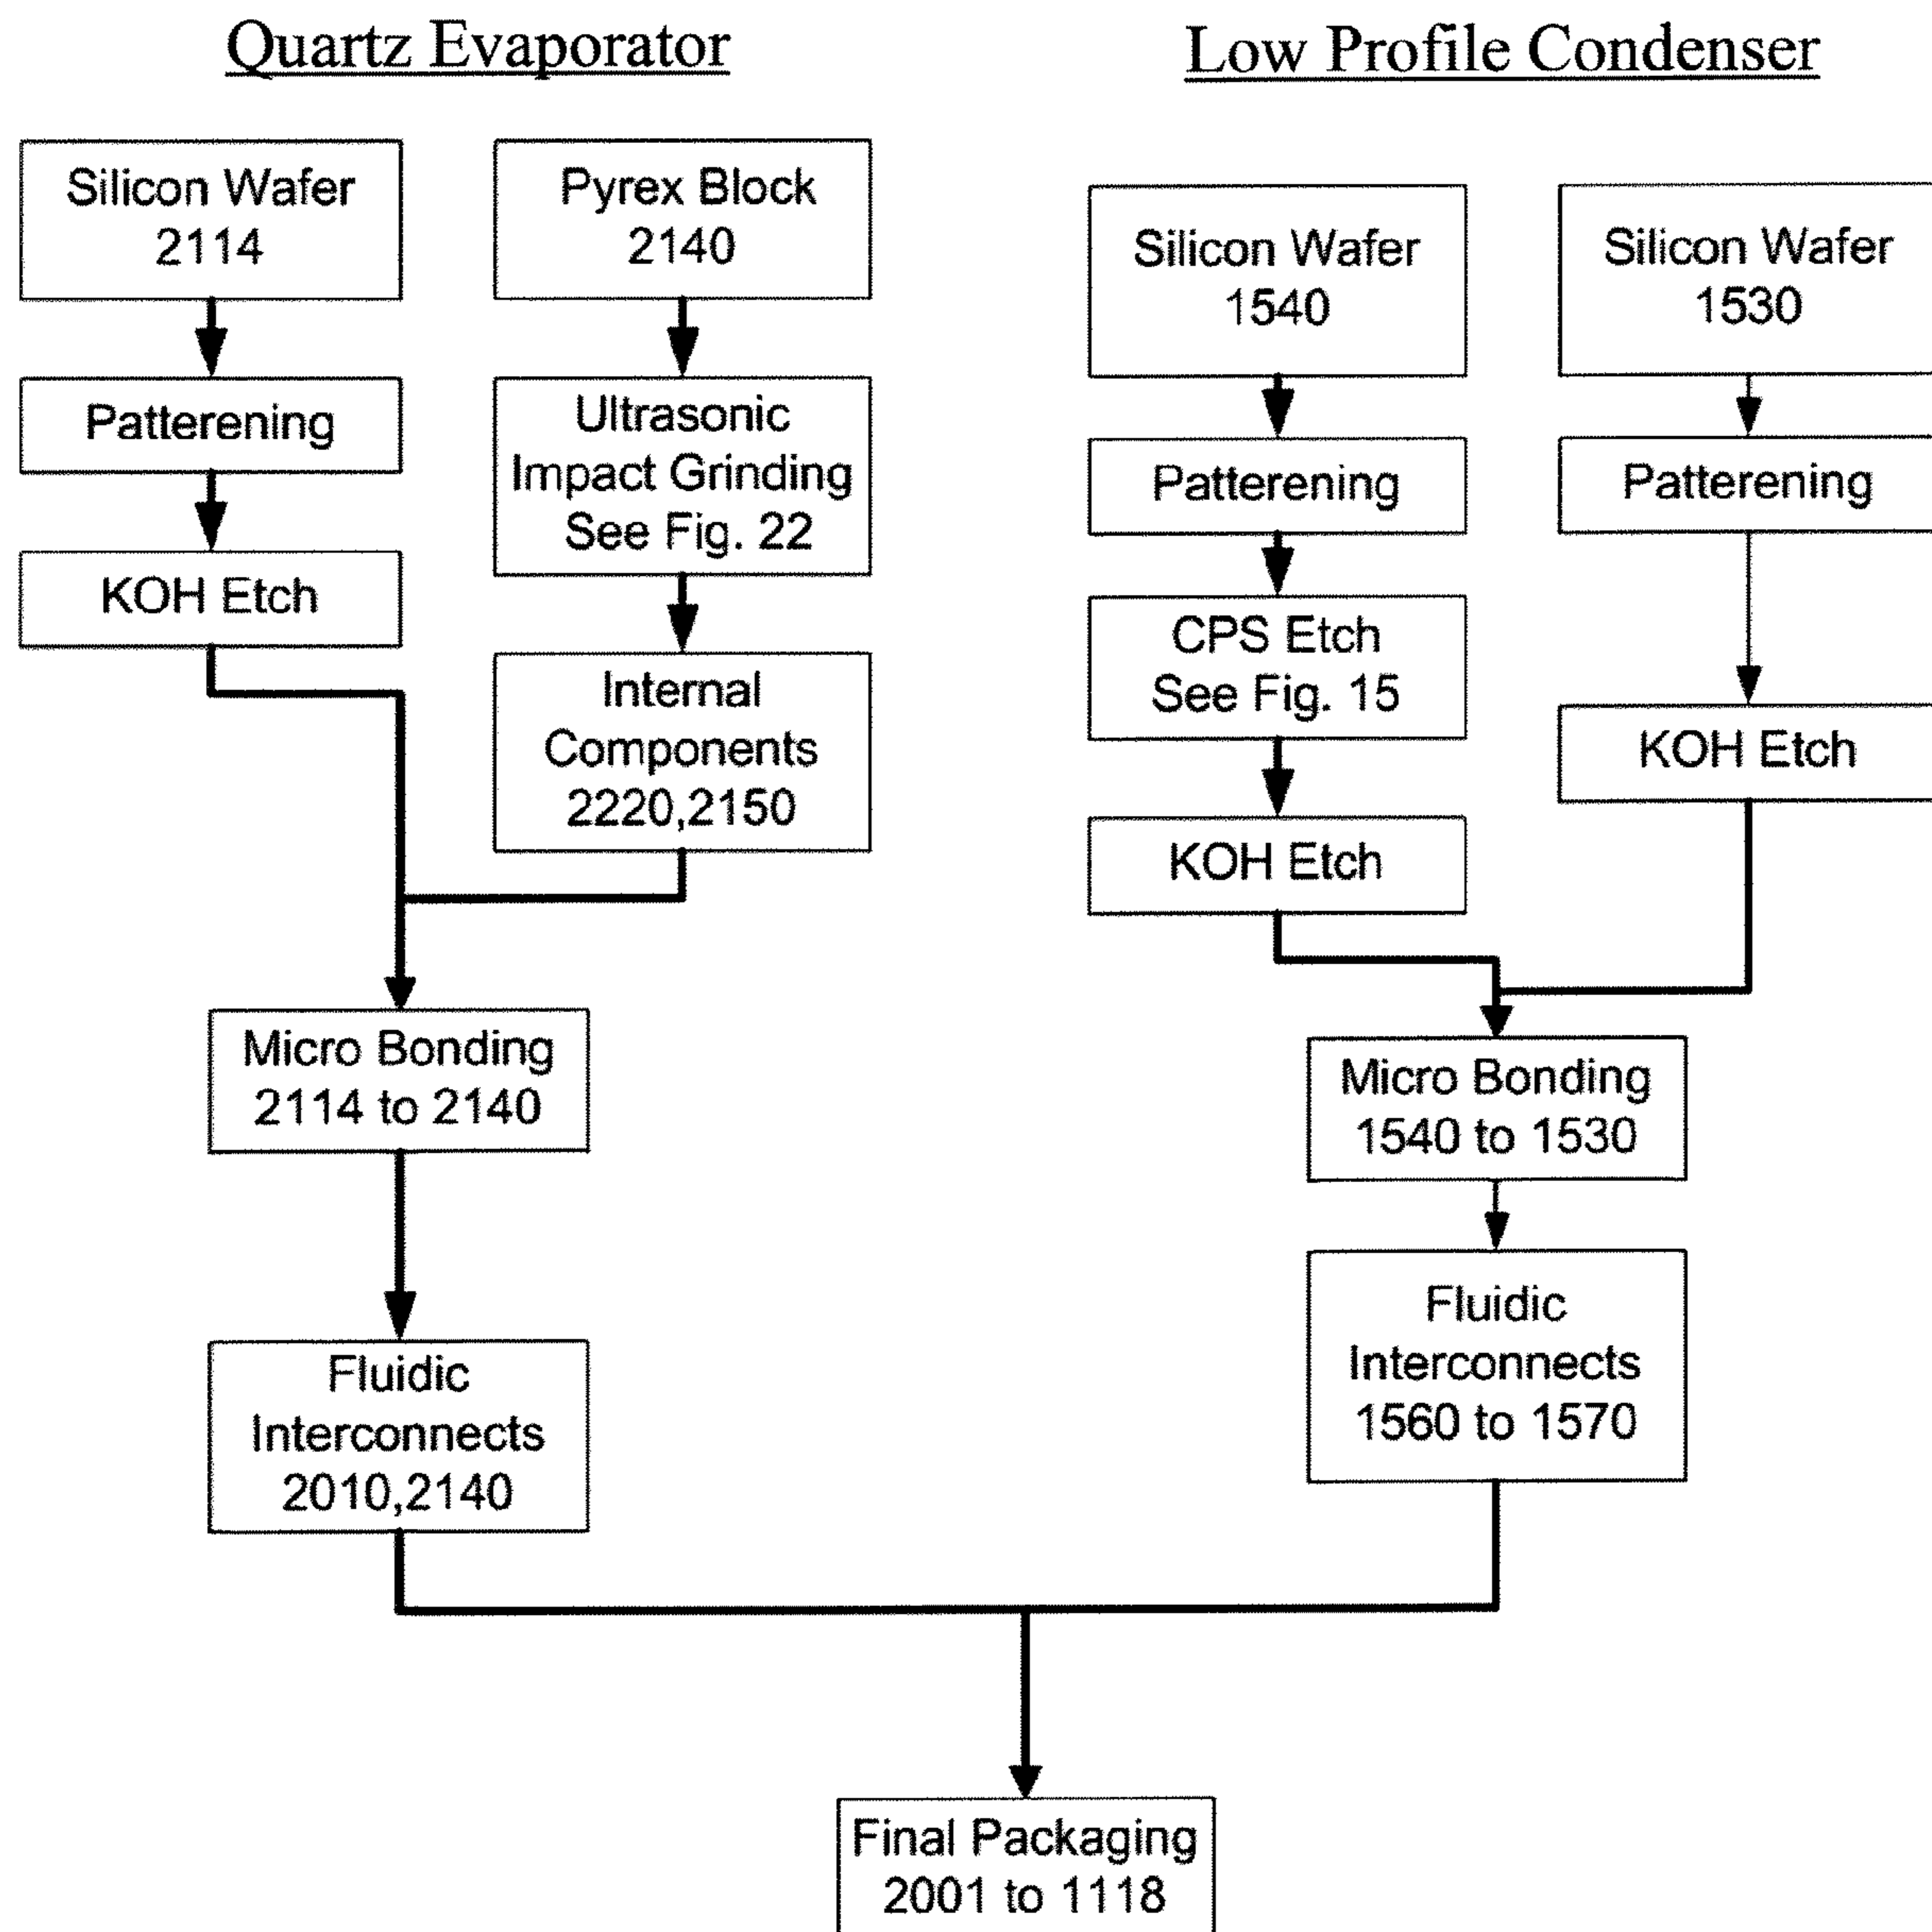 Quartz Evaporator
Low Profile Condenser
Silicon Wafer
2114
Patterening
KOH Etch
Pyrex Block
2140
Ultrasonic
Impact Grinding
See Fig. 22
Internal
Components
2220,2150
Micro Bonding
2114 to 2140
Fluidic
Interconnects
2010,2140
Silicon Wafer
1540
Patterening
CPS Etch
See Fig. 15
KOH Etch
Silicon Wafer
1530
Patterening
KOH Etch
Micro Bonding
1540 to 1530
Fluidic
Interconnects
1560 to 1570
Final Packaging
2001 to 1118